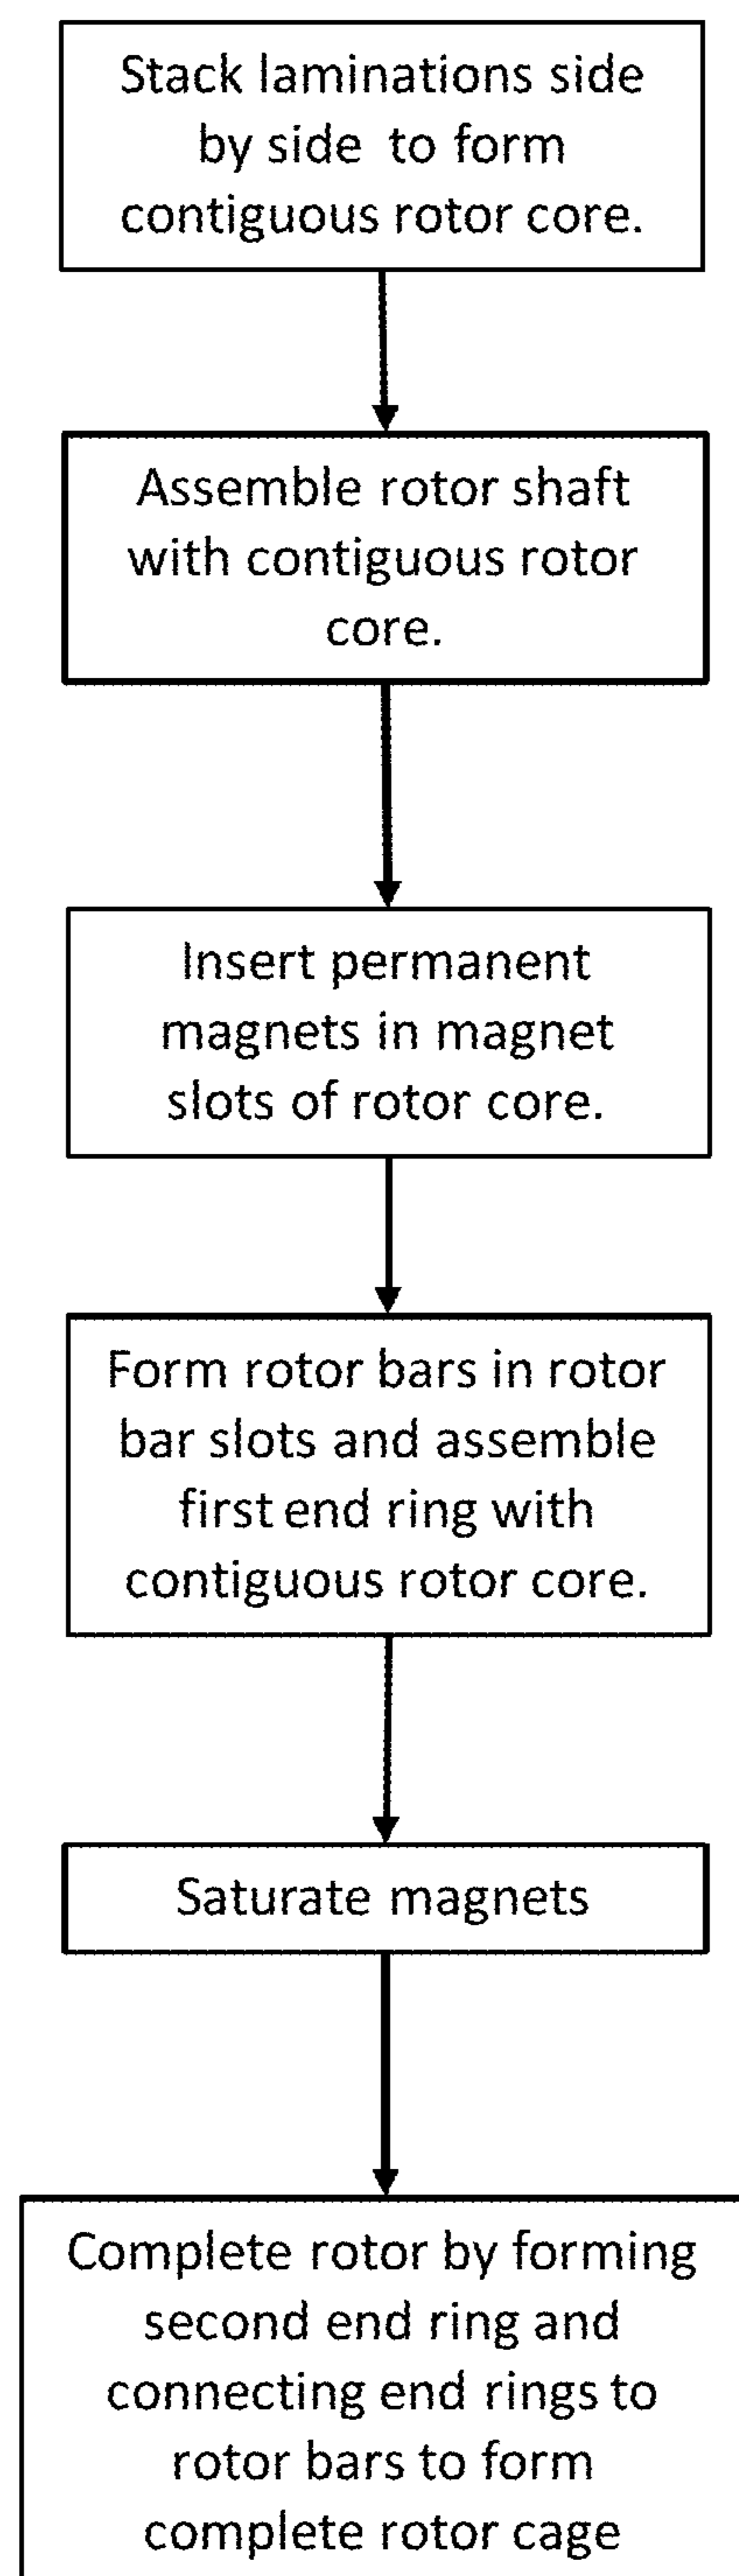 Stack laminations side
by side to form
contiguous rotor core.
Assemble rotor shaft
with contiguous rotor
core.
Insert permanent
magnets in magnet
slots of rotor core.
Form rotor bars in rotor
bar slots and assemble
first end ring with
contiguous rotor core.
Saturate magnets
Complete rotor by forming
second end ring and
connecting end rings to
rotor bars to form
complete rotor cage